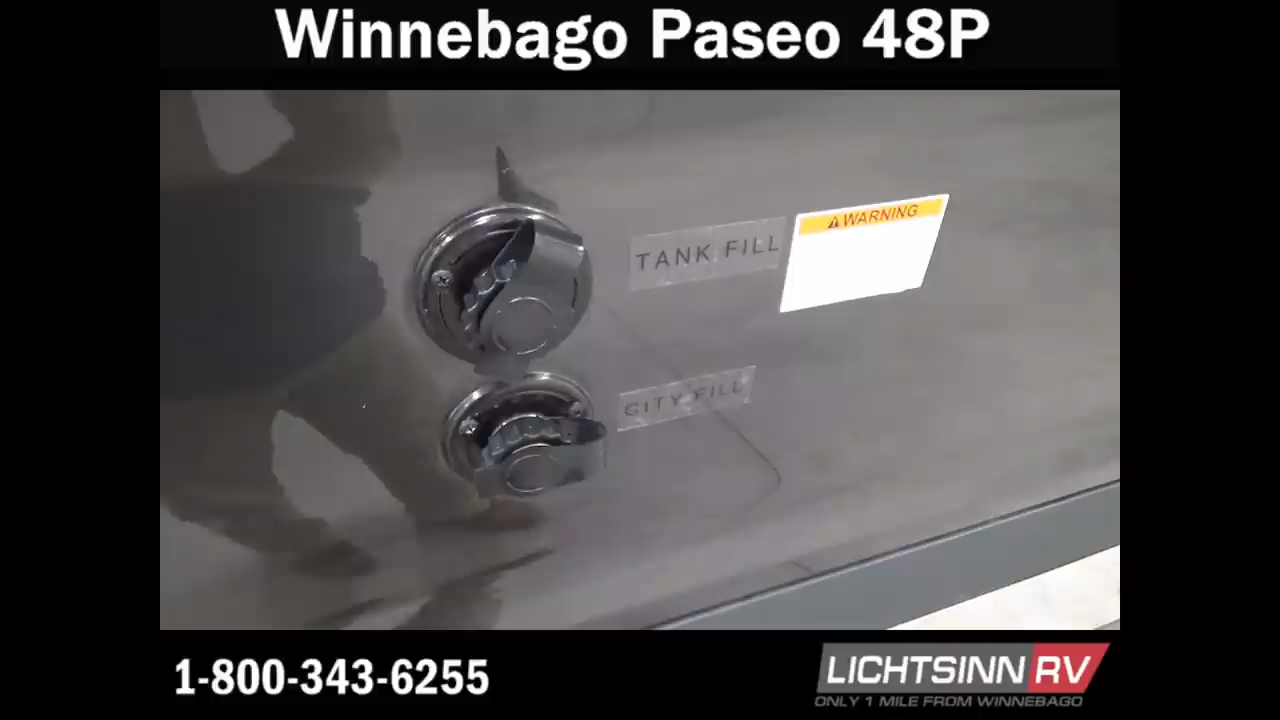 Winnebago Paseo 48P
TANK FILL
WARNING
CITY FILL
1-800-343-6255
LICHTSINN RV
ONLY 1 MILE FROM WINNEBAGO